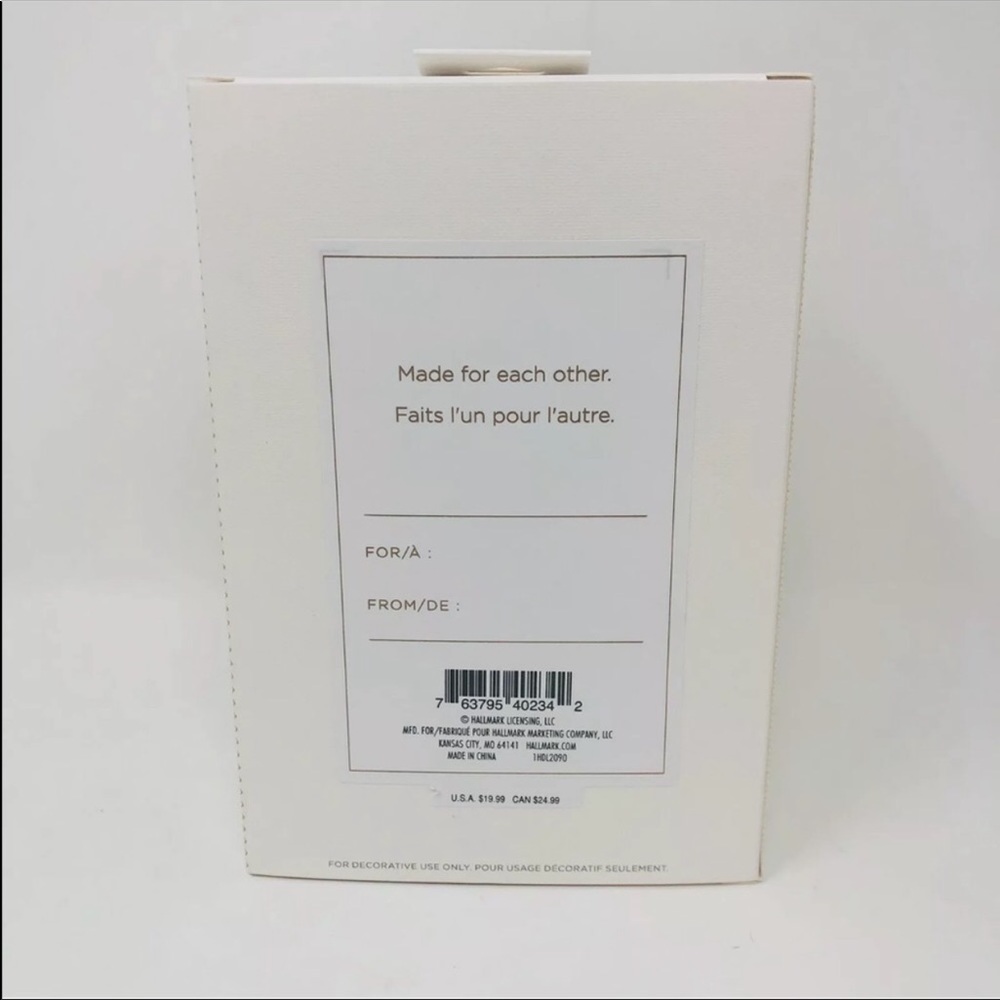 Made for each other.
Faits l'un pour l'autre.
FOR/À :
FROM/DE :
7 63795 40234 2
© HALLMARK LICENSING, LLC
MFD. FOR/FABRIQUÉ POUR HALLMARK MARKETING COMPANY, LLC
KANSAS CITY, MO 64141 HALLMARK.COM
MADE IN CHINA 1HDL2090
U.S.A. $19.99 CAN $24.99
FOR DECORATIVE USE ONLY. POUR USAGE DECORATIF SEULEMENT.